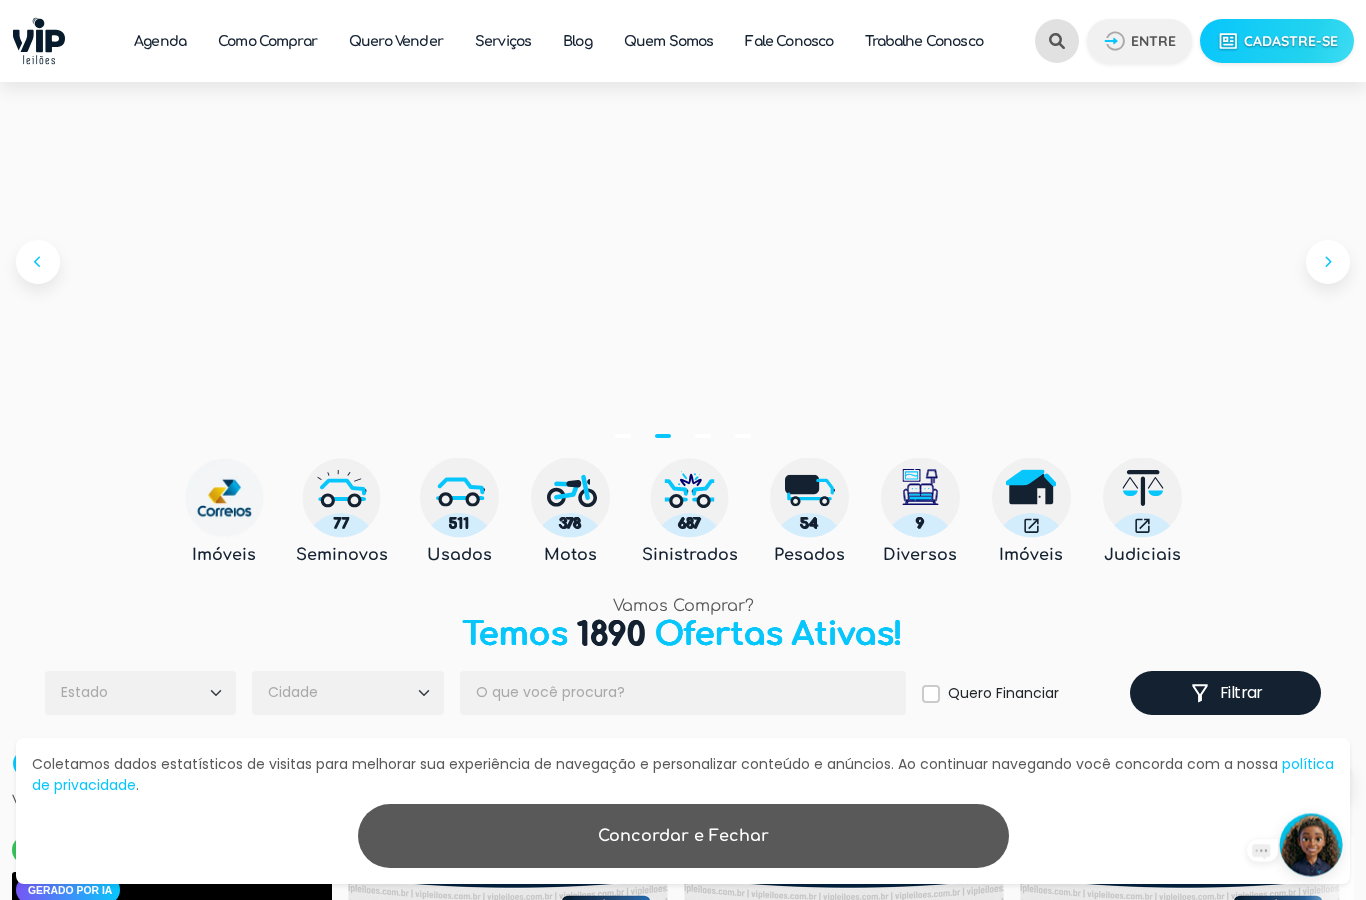 VIP
leilões
Agenda
Como Comprar
Quero Vender
Serviços
Blog
Quem Somos
Fale Conosco
Trabalhe Conosco
ENTRE
CADASTRE-SE
Correios
77
511
378
687
54
9
Imóveis
Seminovos
Usados
Motos
Sinistrados
Pesados
Diversos
Imóveis
Judiciais
Vamos Comprar?
Temos 1890 Ofertas Ativas!
Estado
Cidade
O que você procura?
Quero Financiar
Filtrar
Coletamos dados estatísticos de visitas para melhorar sua experiência de navegação e personalizar conteúdo e anúncios. Ao continuar navegando você concorda com a nossa política
de privacidade.
Concordar e Fechar
GERADO POR IA